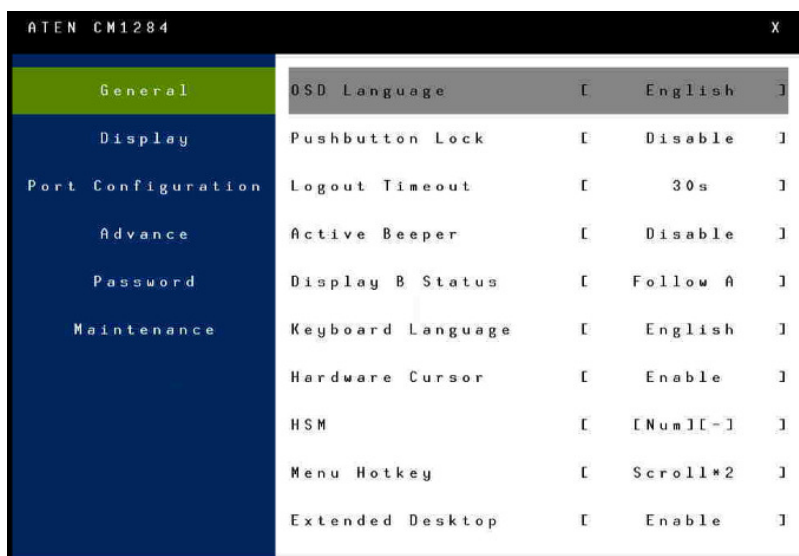 ATEN CM1284 X
General
Display
Port Configuration
Advance
Password
Maintenance
OSD Language [ English ]
Pushbutton Lock [ Disable ]
Logout Timeout [ 30s ]
Active Beeper [ Disable ]
Display B Status [ Follow A ]
Keyboard Language [ English ]
Hardware Cursor [ Enable ]
HSM [ [Num][-] ]
Menu Hotkey [ Scroll*2 ]
Extended Desktop [ Enable ]